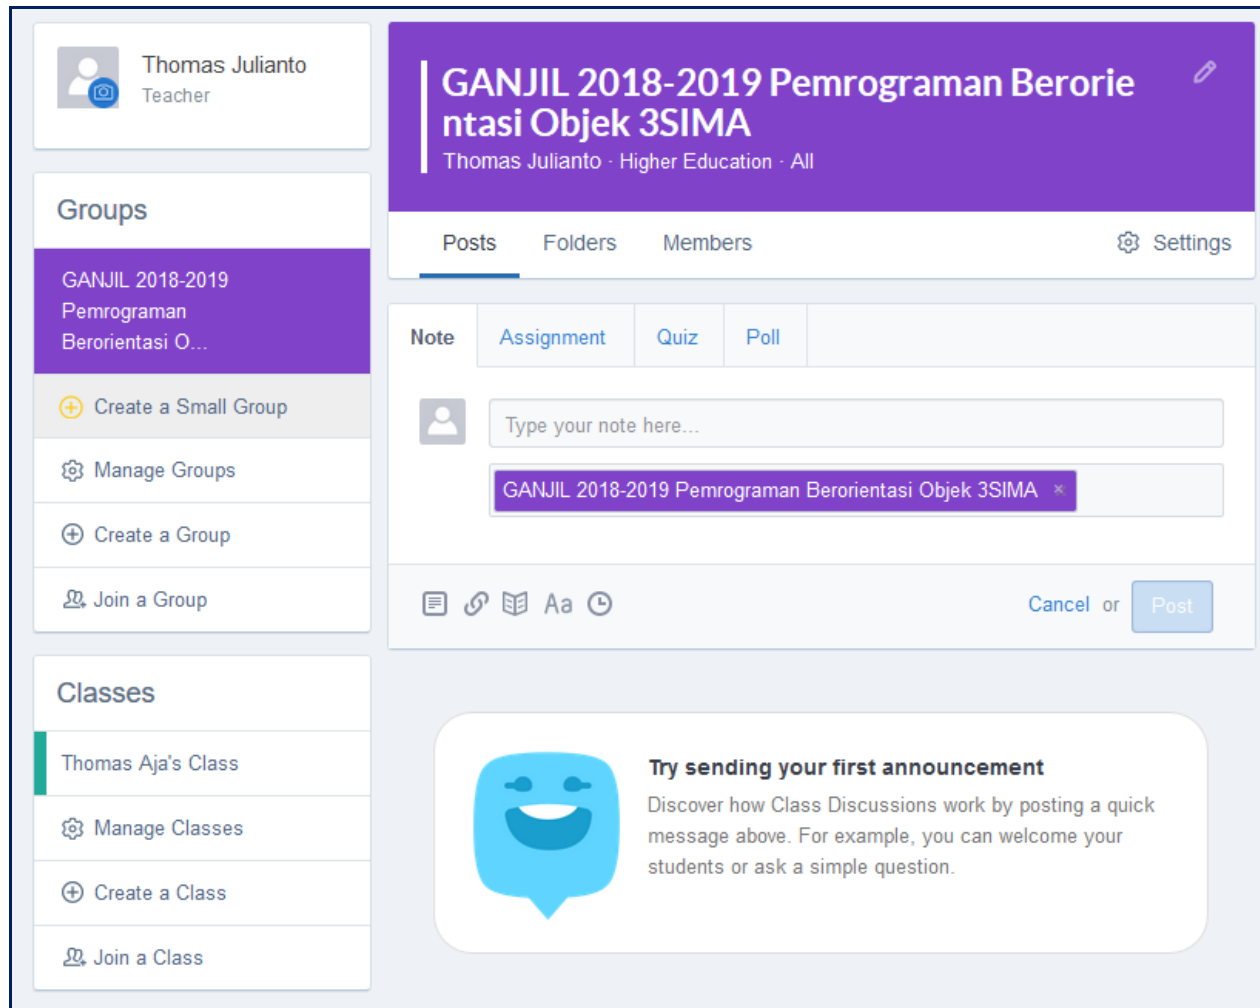 Thomas Julianto
Teacher
Groups
GANJIL 2018-2019
Pemrograman
Berorientasi O...
Create a Small Group
Manage Groups
Create a Group
Join a Group
Classes
Thomas Aja's Class
Manage Classes
Create a Class
Join a Class
GANJIL 2018-2019 Pemrograman Berorie
ntasi Objek 3SIMA
Thomas Julianto · Higher Education · All
Posts Folders Members Settings
Note Assignment Quiz Poll
Type your note here...
GANJIL 2018-2019 Pemrograman Berorientasi Objek 3SIMA ×
Aa Cancel or Post
Try sending your first announcement
Discover how Class Discussions work by posting a quick
message above. For example, you can welcome your
students or ask a simple question.